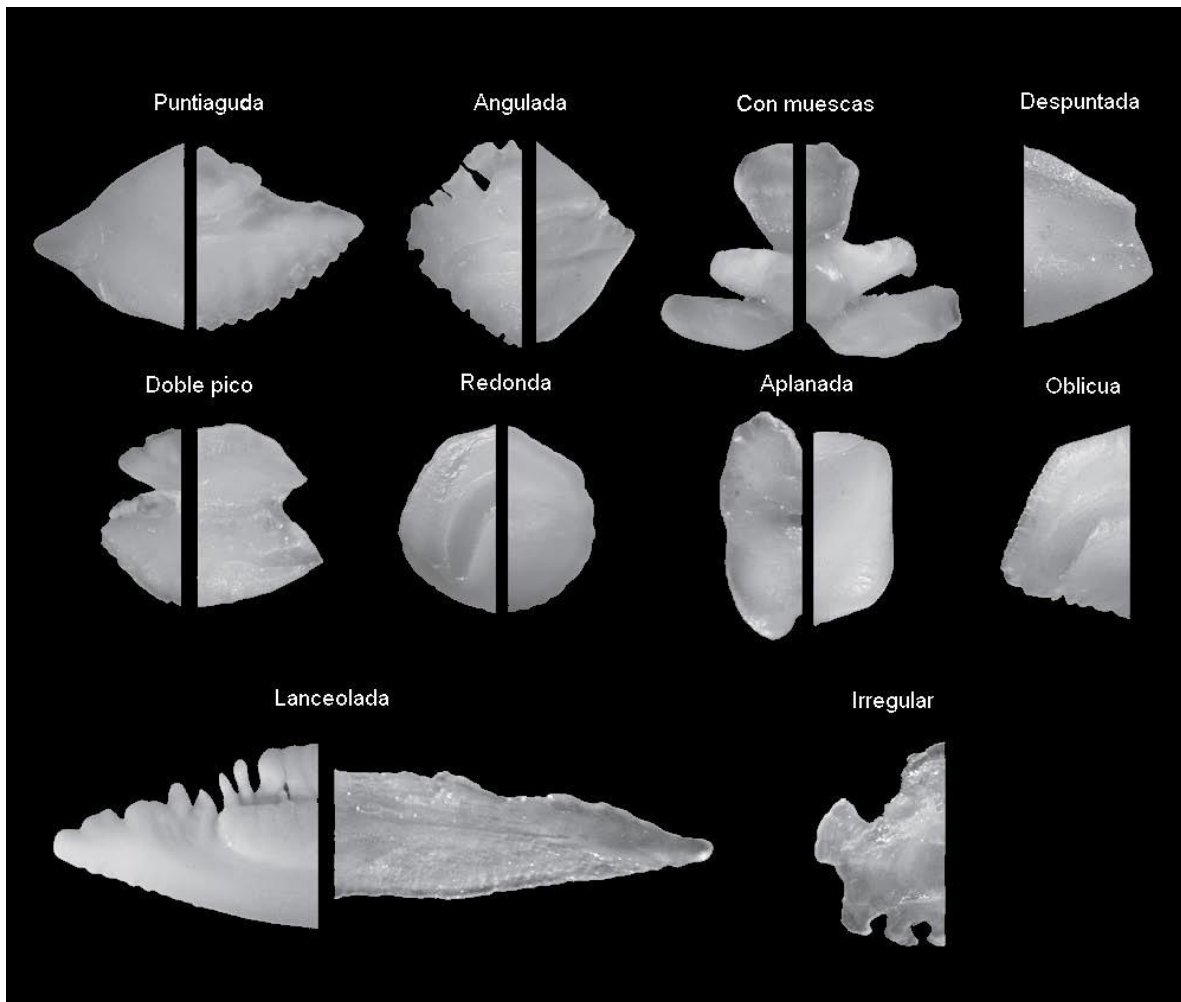 Puntiaguda
Angulada
Con muescas
Despuntada
Doble pico
Redonda
Aplanada
Oblicua
Lanceolada
Irregular